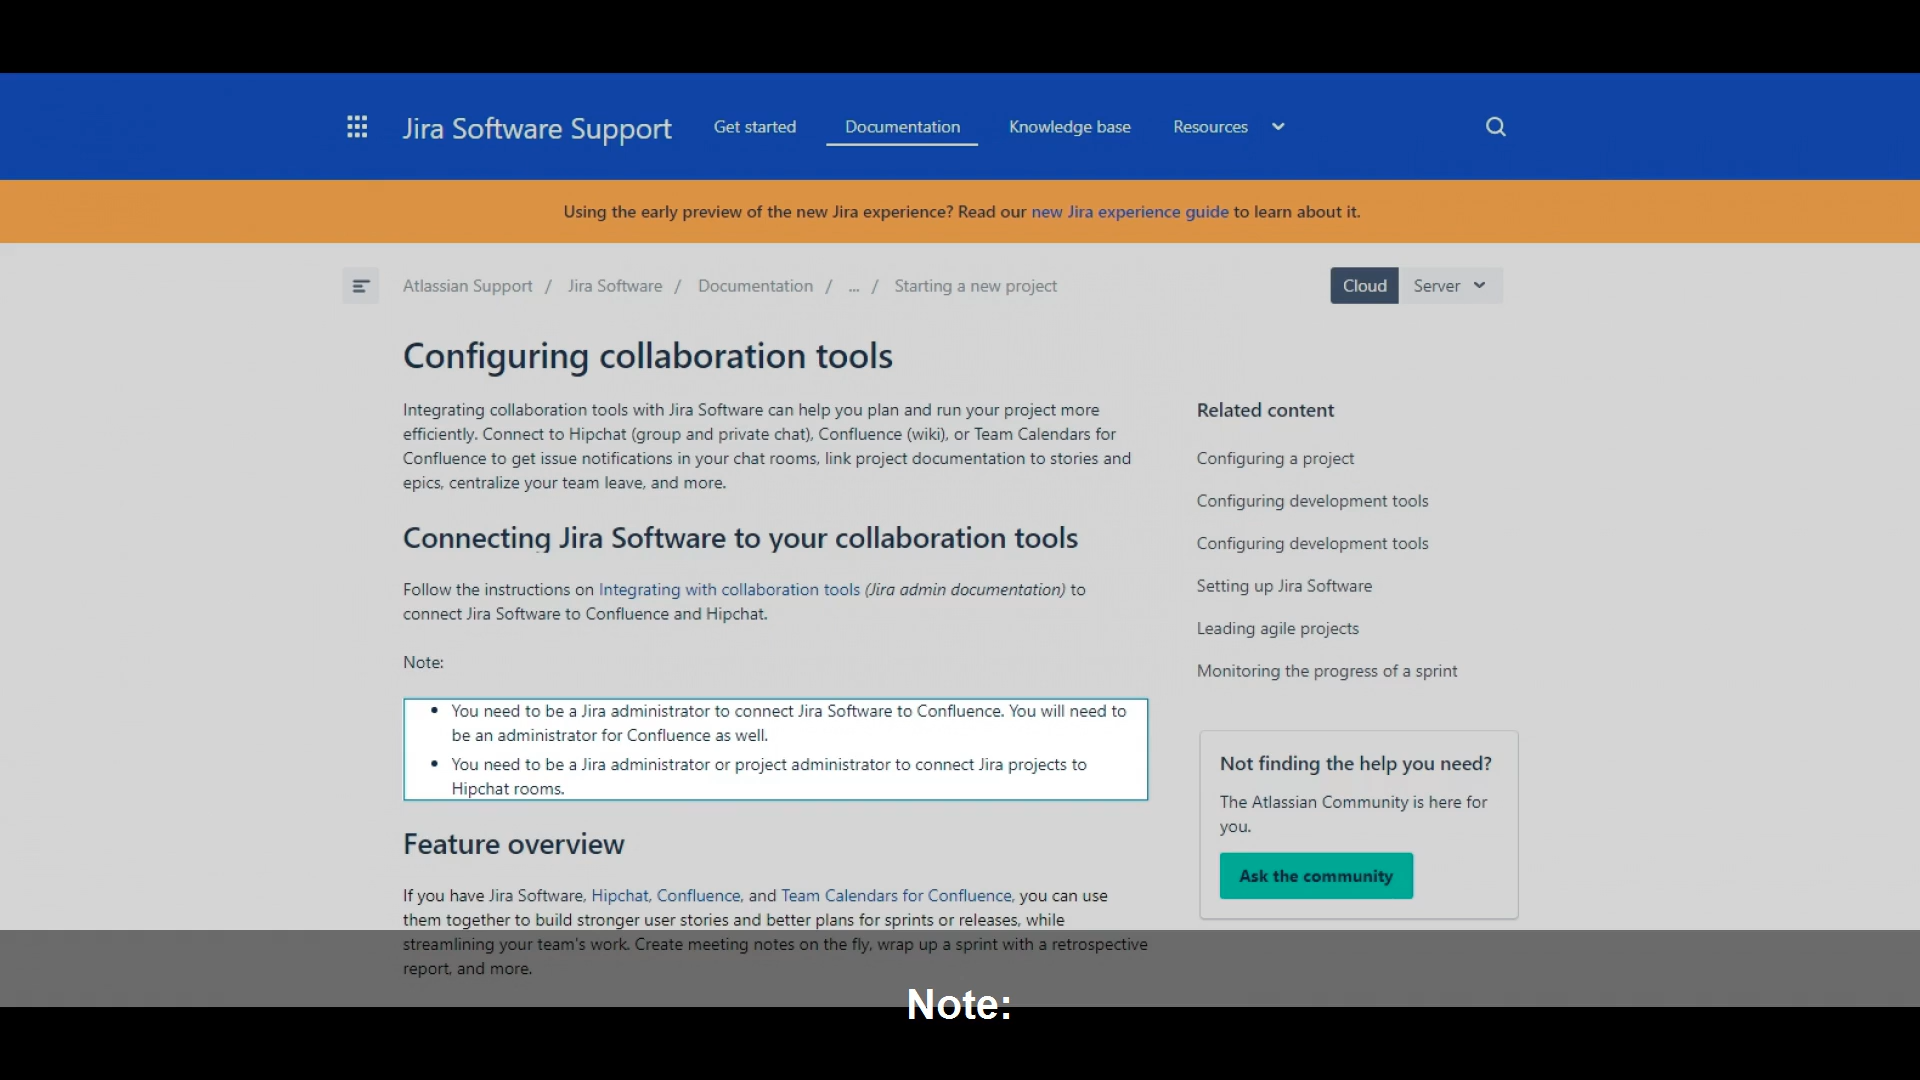 Jira Software Support
Get started
Documentation
Knowledge base
Resources
Using the early preview of the new Jira experience? Read our new Jira experience guide to learn about it.
Atlassian Support / Jira Software / Documentation / ... / Starting a new project
Cloud
Server
Configuring collaboration tools
Integrating collaboration tools with Jira Software can help you plan and run your project more
efficiently. Connect to Hipchat (group and private chat), Confluence (wiki), or Team Calendars for
Confluence to get issue notifications in your chat rooms, link project documentation to stories and
epics, centralize your team leave, and more.
Connecting Jira Software to your collaboration tools
Follow the instructions on Integrating with collaboration tools (Jira admin documentation) to
connect Jira Software to Confluence and Hipchat.
Note:
• You need to be a Jira administrator to connect Jira Software to Confluence. You will need to
be an administrator for Confluence as well.
• You need to be a Jira administrator or project administrator to connect Jira projects to
Hipchat rooms.
Feature overview
If you have Jira Software, Hipchat, Confluence, and Team Calendars for Confluence, you can use
them together to build stronger user stories and better plans for sprints or releases, while
streamlining your team's work. Create meeting notes on the fly, wrap up a sprint with a retrospective
report, and more.
Related content
Configuring a project
Configuring development tools
Configuring development tools
Setting up Jira Software
Leading agile projects
Monitoring the progress of a sprint
Not finding the help you need?
The Atlassian Community is here for
you.
Ask the community
Note: